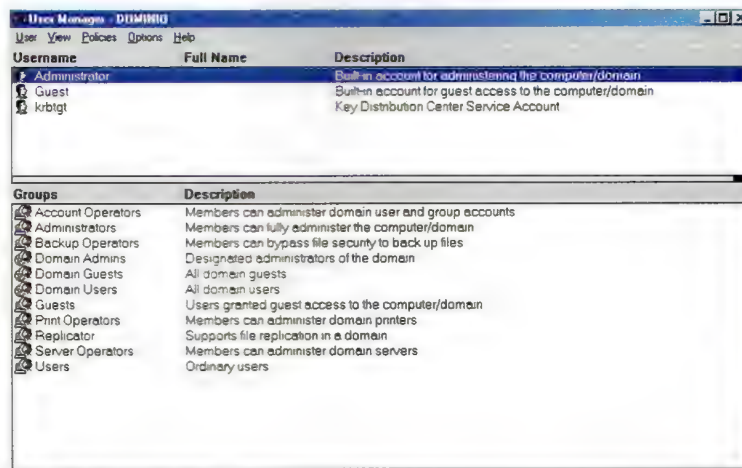 User Manager - DOMINIO
User View Policies Options Help
Username Full Name Description
Administrator Built-in account for administering the computer/domain
Guest Built-in account for guest access to the computer/domain
krbtgt Key Distribution Center Service Account
Groups Description
Account Operators Members can administer domain user and group accounts
Administrators Members can fully administer the computer/domain
Backup Operators Members can bypass file security to back up files
Domain Admins Designated administrators of the domain
Domain Guests All domain guests
Domain Users All domain users
Guests Users granted guest access to the computer/domain
Print Operators Members can administer domain printers
Replicator Supports file replication in a domain
Server Operators Members can administer domain servers
Users Ordinary users